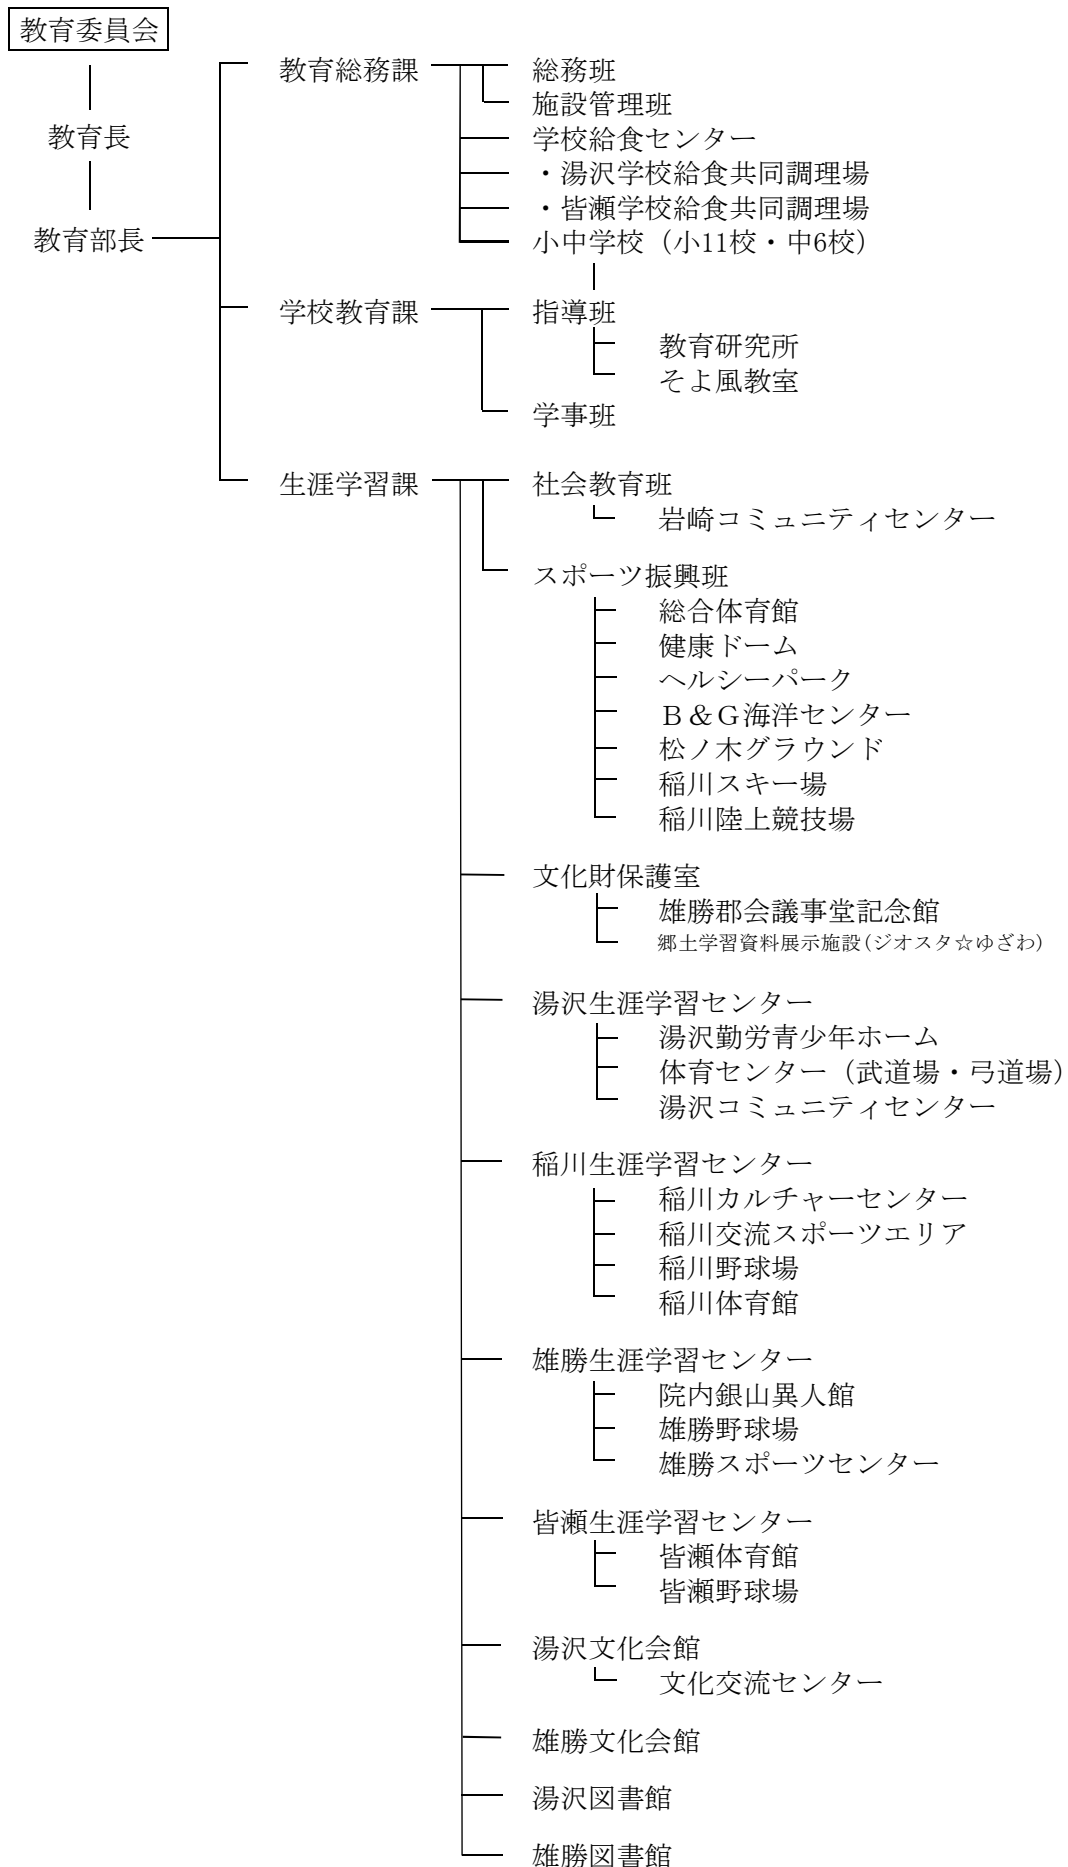 教育委員会
教育長
教育部長
教育総務課
総務班
施設管理班
学校給食センター
・湯沢学校給食共同調理場
・皆瀬学校給食共同調理場
小中学校（小11校・中6校）
学校教育課
指導班
教育研究所
そよ風教室
学事班
生涯学習課
社会教育班
岩崎コミュニティセンター
スポーツ振興班
総合体育館
健康ドーム
ヘルシーパーク
Ｂ＆Ｇ海洋センター
松ノ木グラウンド
稲川スキー場
稲川陸上競技場
文化財保護室
雄勝郡会議事堂記念館
郷土学習資料展示施設(ジオスタ☆ゆざわ)
湯沢生涯学習センター
湯沢勤労青少年ホーム
体育センター（武道場・弓道場）
湯沢コミュニティセンター
稲川生涯学習センター
稲川カルチャーセンター
稲川交流スポーツエリア
稲川野球場
稲川体育館
雄勝生涯学習センター
院内銀山異人館
雄勝野球場
雄勝スポーツセンター
皆瀬生涯学習センター
皆瀬体育館
皆瀬野球場
湯沢文化会館
文化交流センター
雄勝文化会館
湯沢図書館
雄勝図書館